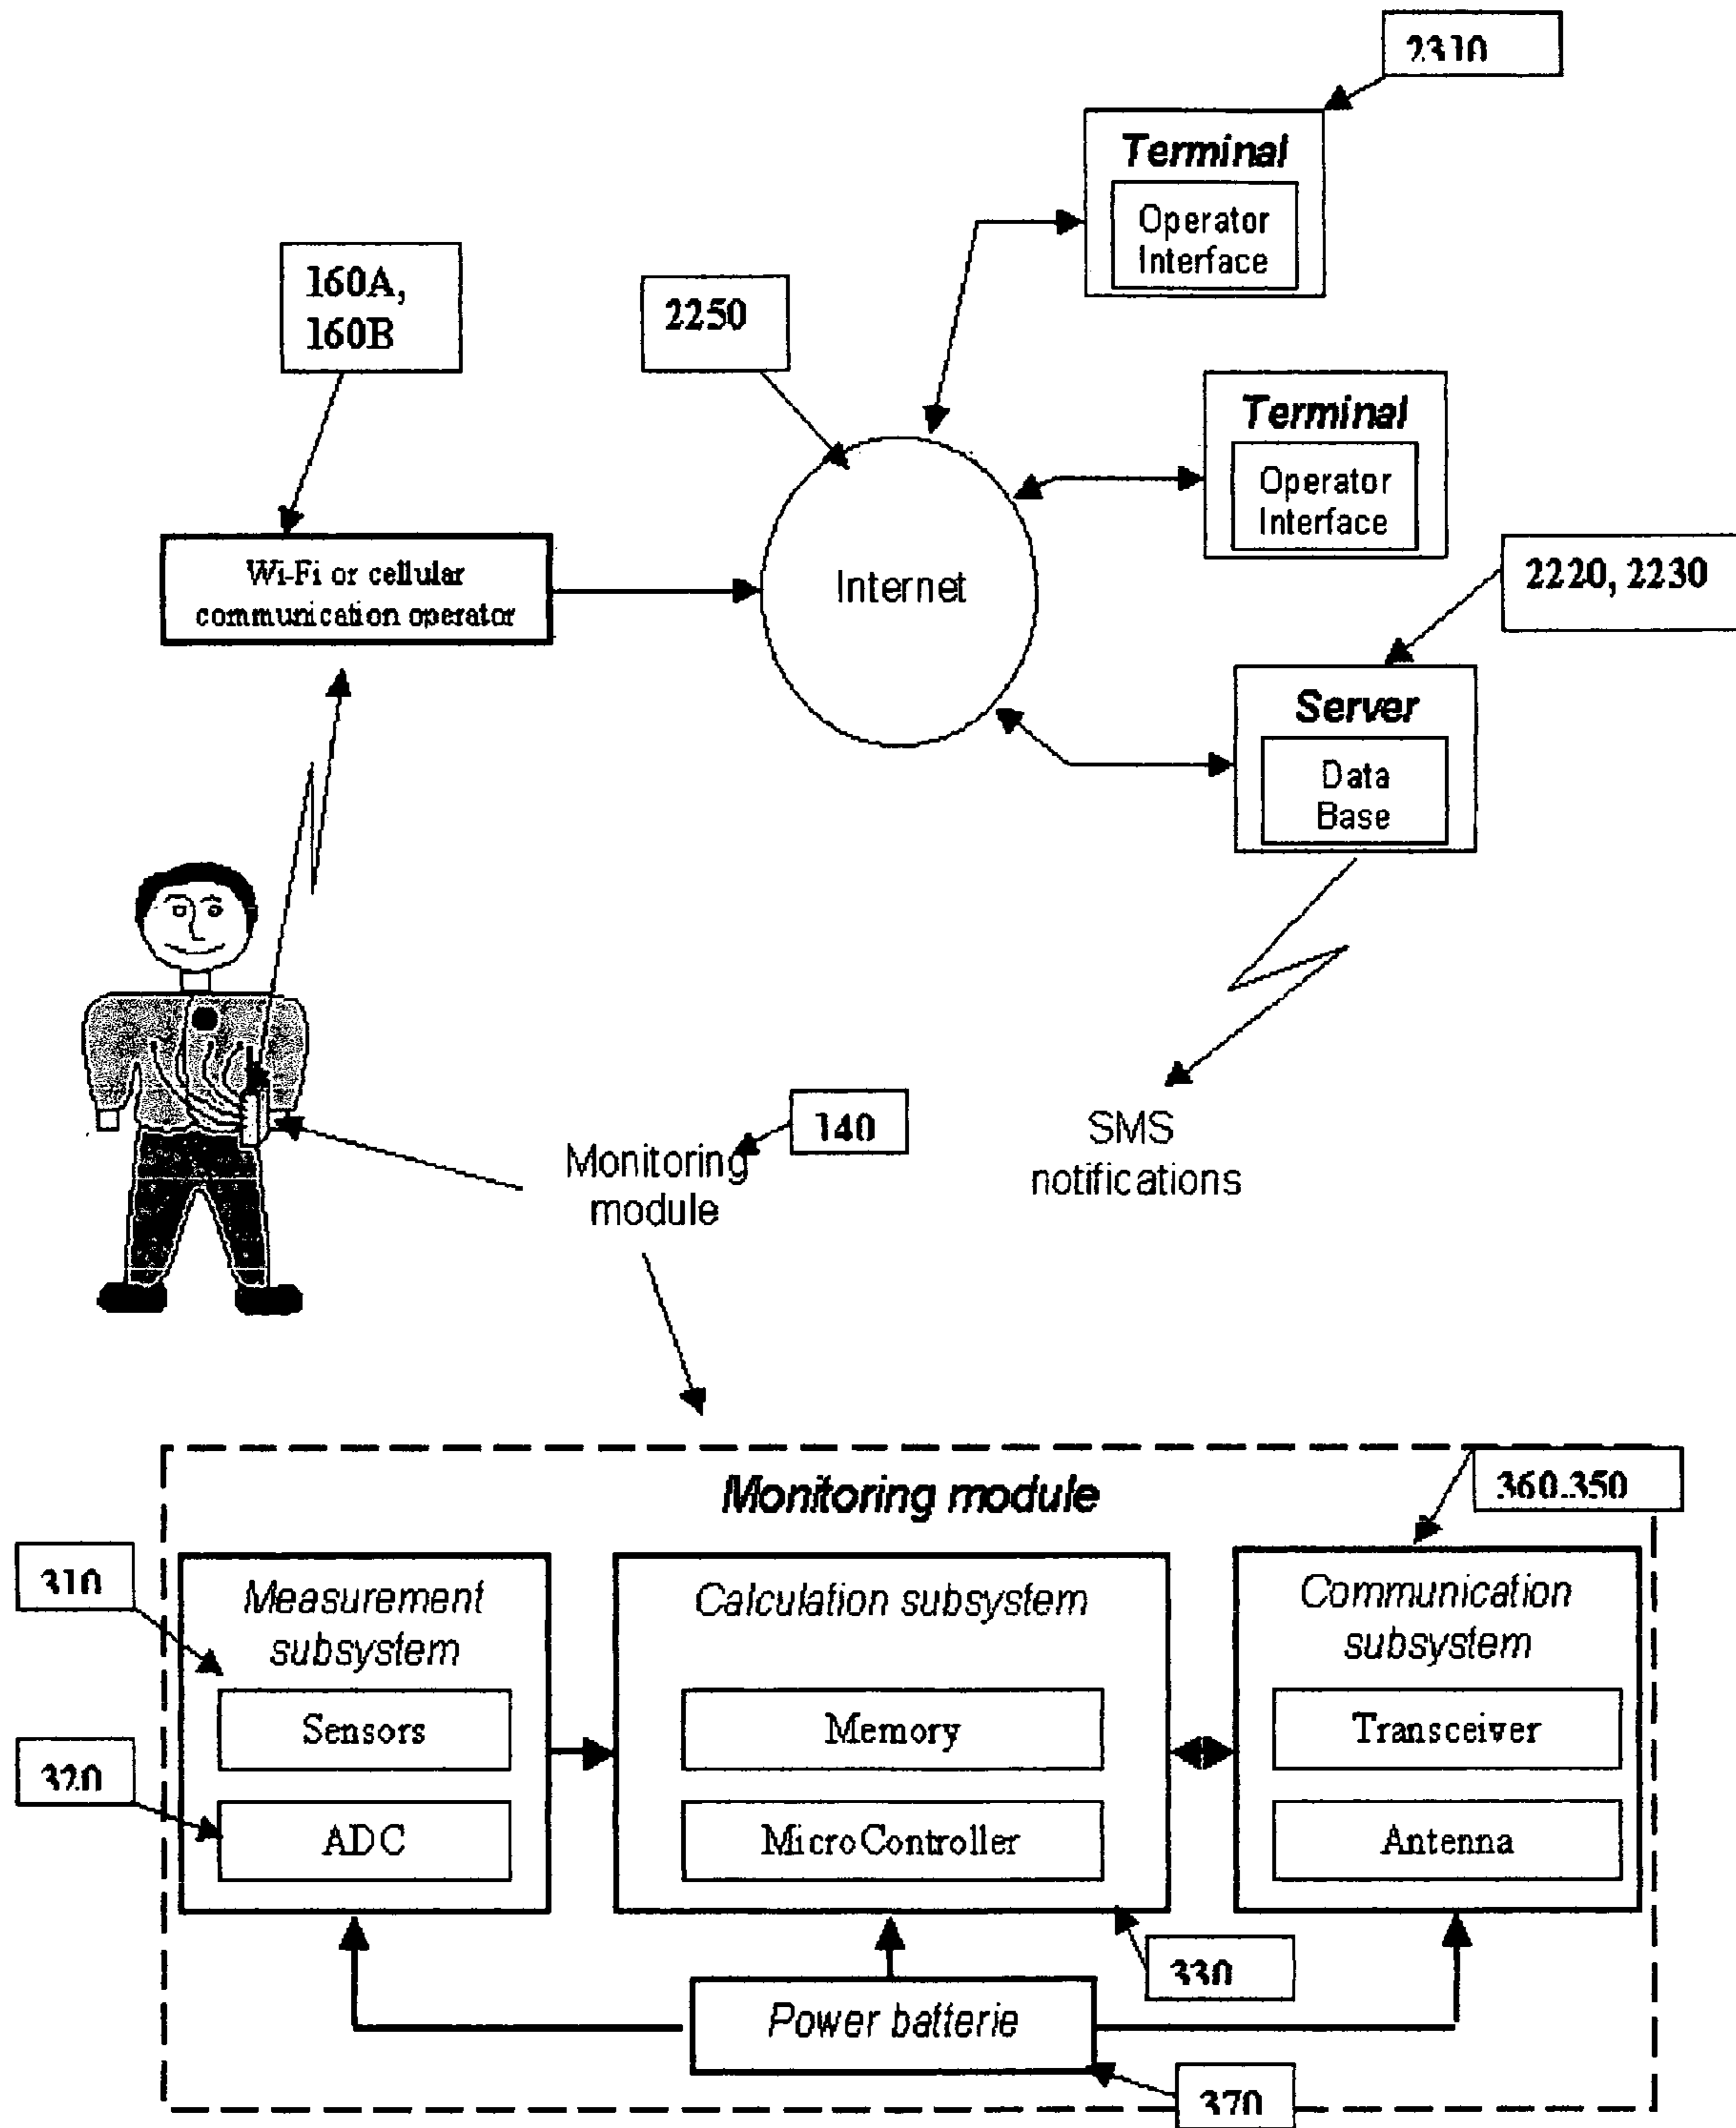 2310
Terminal
Operator
Interface
160A,
160B
2250
Terminal
Operator
Interface
Wi-Fi or cellular
communication operator
Internet
2220, 2230
Server
Data
Base
140
Monitoring
module
SMS
notifications
Monitoring module
360.350
310
Measurement
subsystem
Calculation subsystem
Communication
subsystem
Sensors
Memory
Transceiver
320
ADC
MicroController
Antenna
330
Power batterie
370